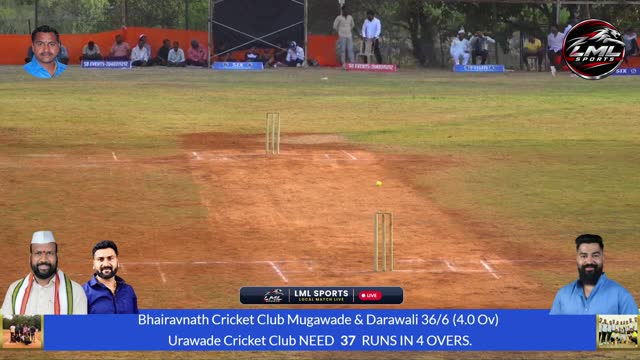 LML
SPORTS
LML SPORTS
LOCAL MATCH LIVE
LIVE
Bhairavnath Cricket Club Mugawade & Darawali 36/6 (4.0 Ov)
Urawade Cricket Club NEED 37 RUNS IN 4 OVERS.